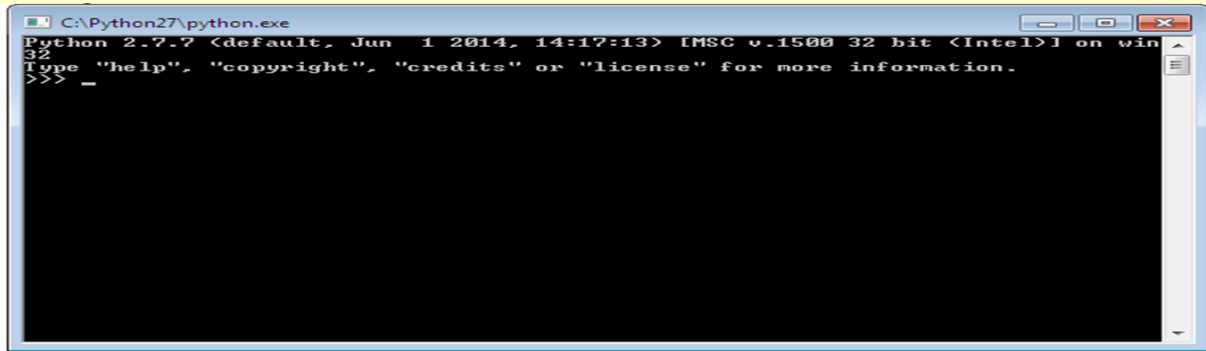 C:\Python27\python.exe
Python 2.7.7 (default, Jun  1 2014, 14:17:13) [MSC v.1500 32 bit (Intel)] on win
32
Type "help", "copyright", "credits" or "license" for more information.
>>> _